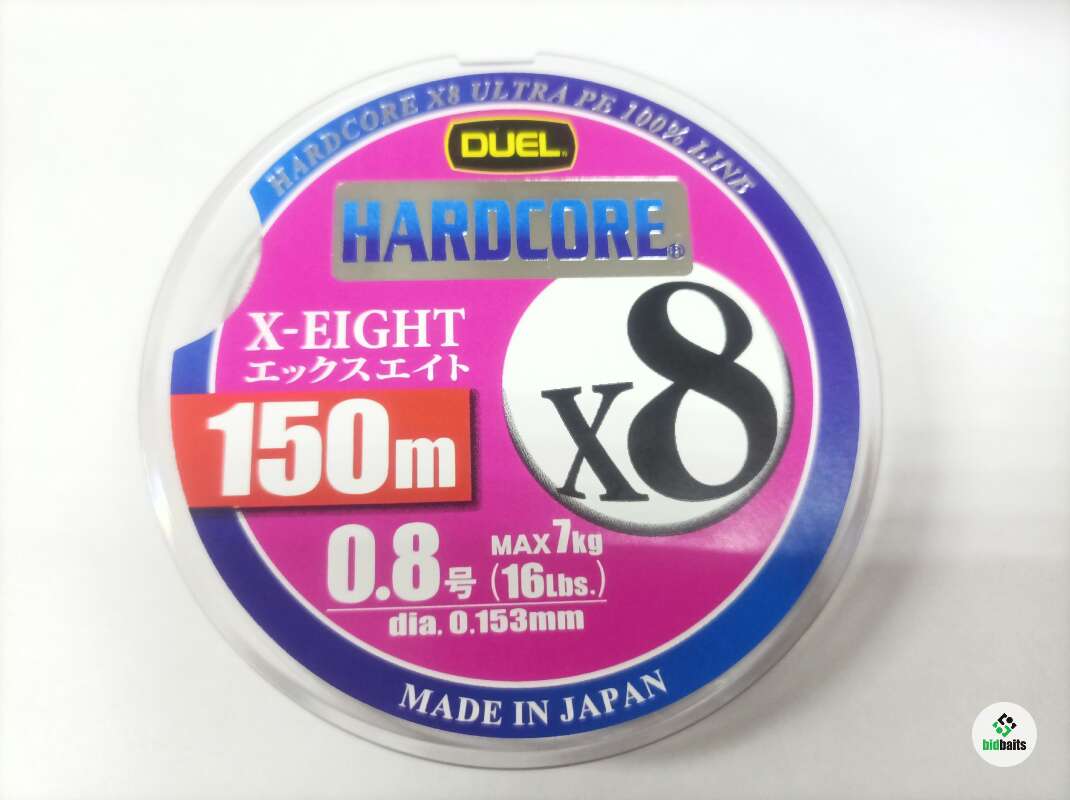 HARDCORE X8 ULTRA PE 100% LINE
DUEL®
HARDCORE®
X-EIGHT
エックスエイト
X8
150m
0.8号
MAX 7kg
(16Lbs.)
dia. 0.153mm
MADE IN JAPAN
bidbaits